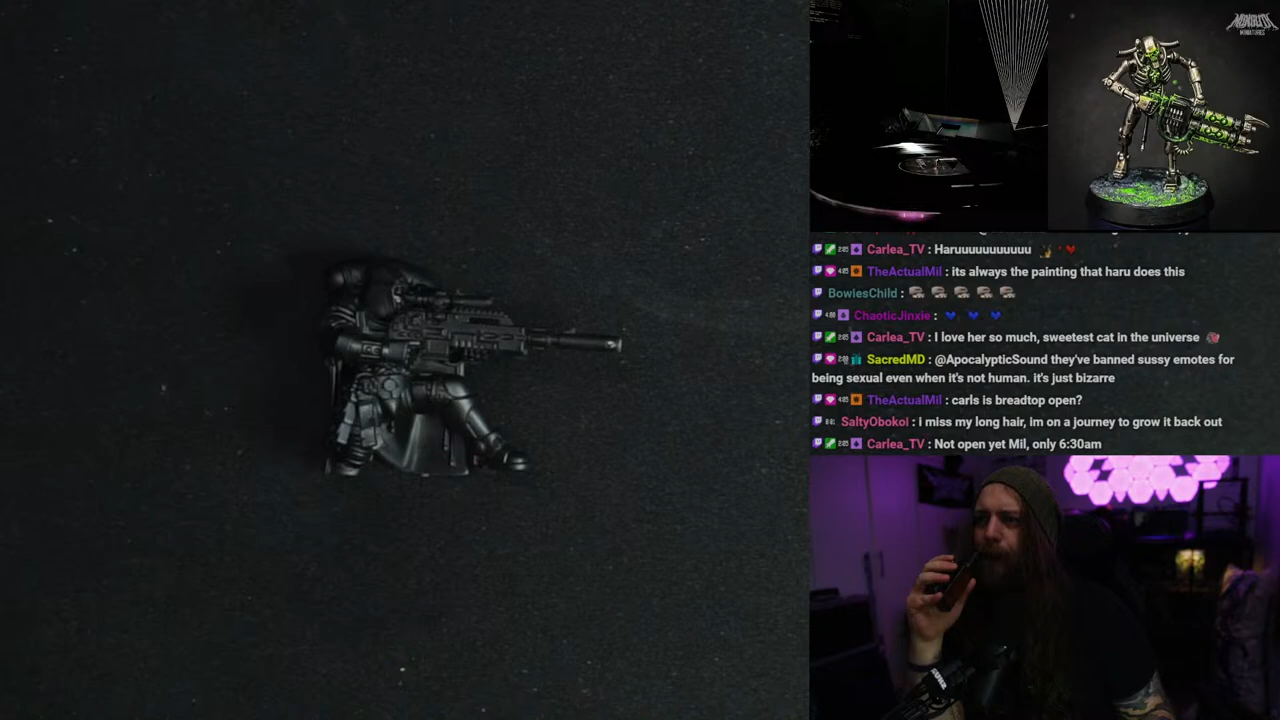 MINIATURES
Carlea_TV : Haruuuuuuuuuuu
TheActualMil : its always the painting that haru does this
BowlesChild :
ChaoticJinxie :
Carlea_TV : I love her so much, sweetest cat in the universe
SacredMD : @ApocalypticSound they've banned sussy emotes for
being sexual even when it's not human. it's just bizarre
TheActualMil : carls is breadtop open?
SaltyObokoi : I miss my long hair, im on a journey to grow it back out
Carlea_TV : Not open yet Mil, only 6:30am